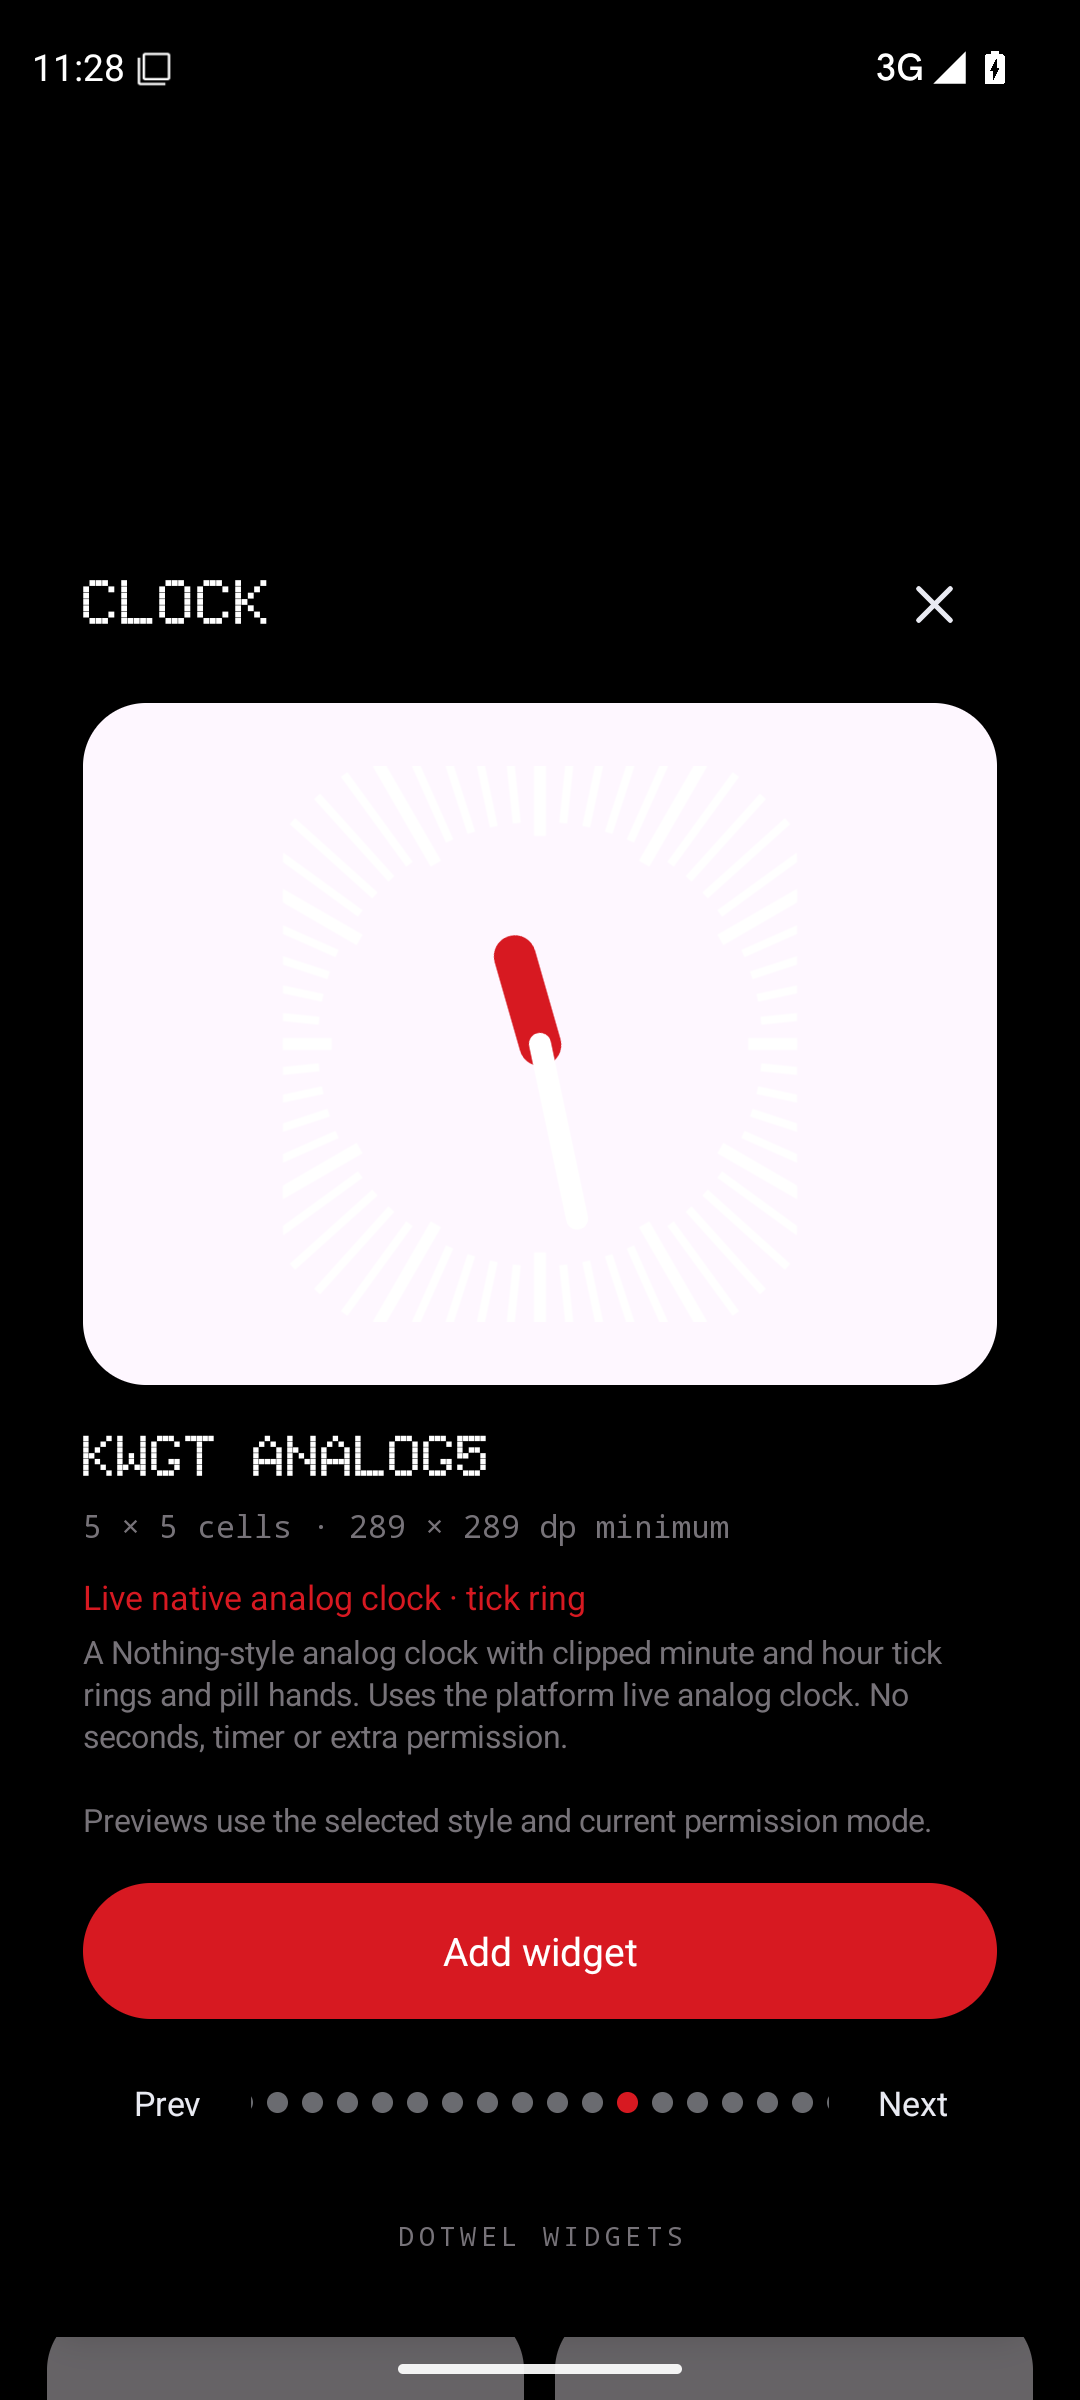 11:28
3G
CLOCK
KWGT ANALOG5
5 × 5 cells · 289 × 289 dp minimum
Live native analog clock · tick ring
A Nothing-style analog clock with clipped minute and hour tick
rings and pill hands. Uses the platform live analog clock. No
seconds, timer or extra permission.
Previews use the selected style and current permission mode.
Add widget
Prev
Next
DOTWEL WIDGETS